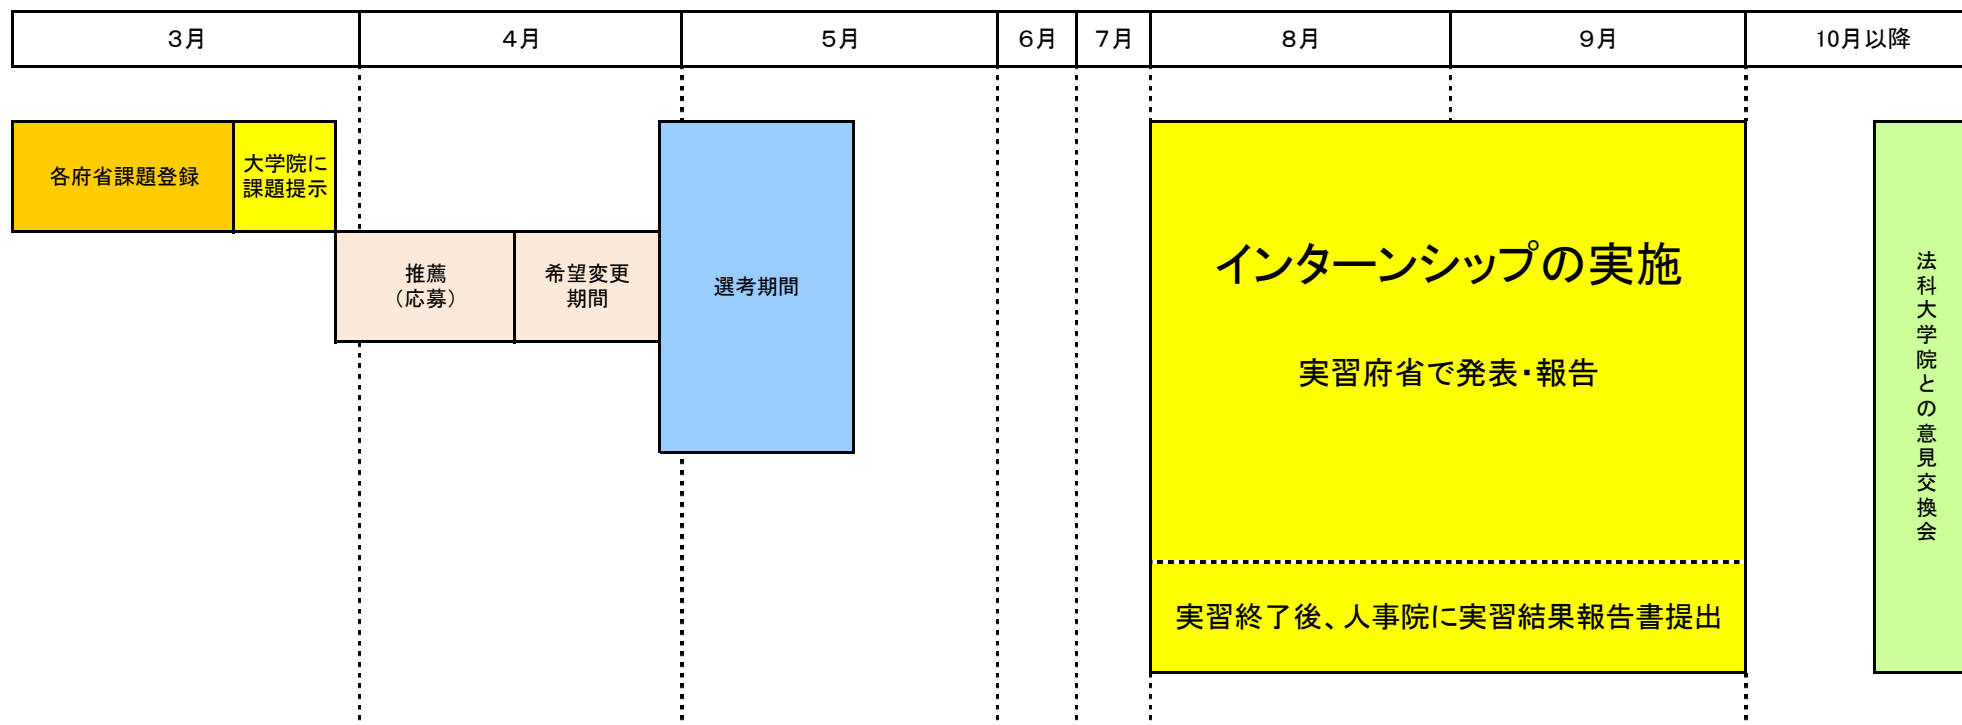 3月
4月
5月
6月
7月
8月
9月
10月以降
各府省課題登録
大学院に
課題提示
推薦
（応募）
希望変更
期間
選考期間
インターンシップの実施
実習府省で発表・報告
実習終了後、人事院に実習結果報告書提出
法科大学院との意見交換会